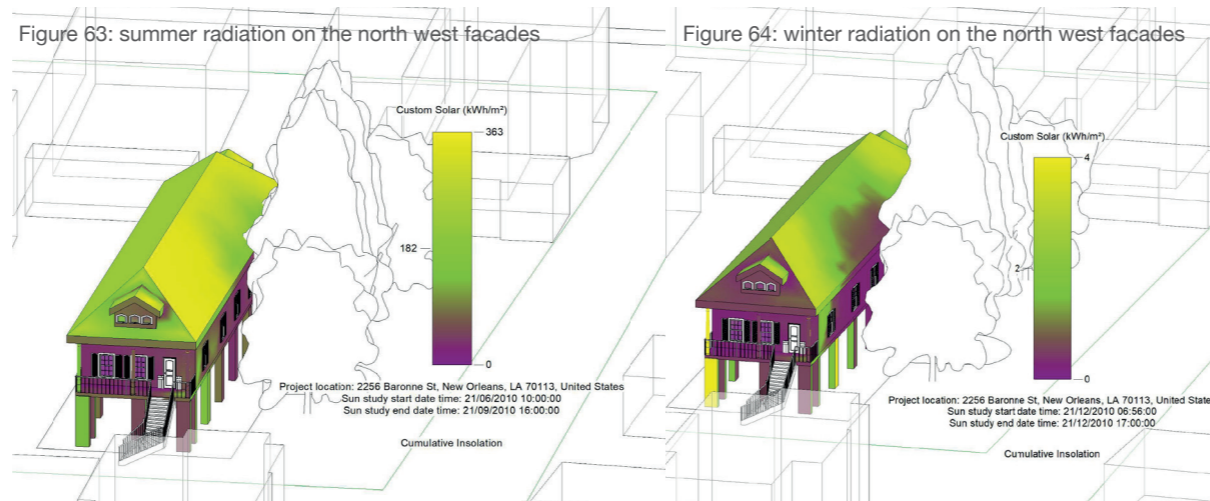 Figure 63: summer radiation on the north west facades
Custom Solar (kWh/m²)
363
182
0
Project location: 2256 Baronne St, New Orleans, LA 70113, United States
Sun study start date time: 21/06/2010 10:00:00
Sun study end date time: 21/09/2010 16:00:00
Cumulative Insolation
Figure 64: winter radiation on the north west facades
Custom Solar (kWh/m²)
4
2
0
Project location: 2256 Baronne St, New Orleans, LA 70113, United State
Sun study start date time: 21/12/2010 06:56:00
Sun study end date time: 21/12/2010 17:00:00
Cumulative Insolation